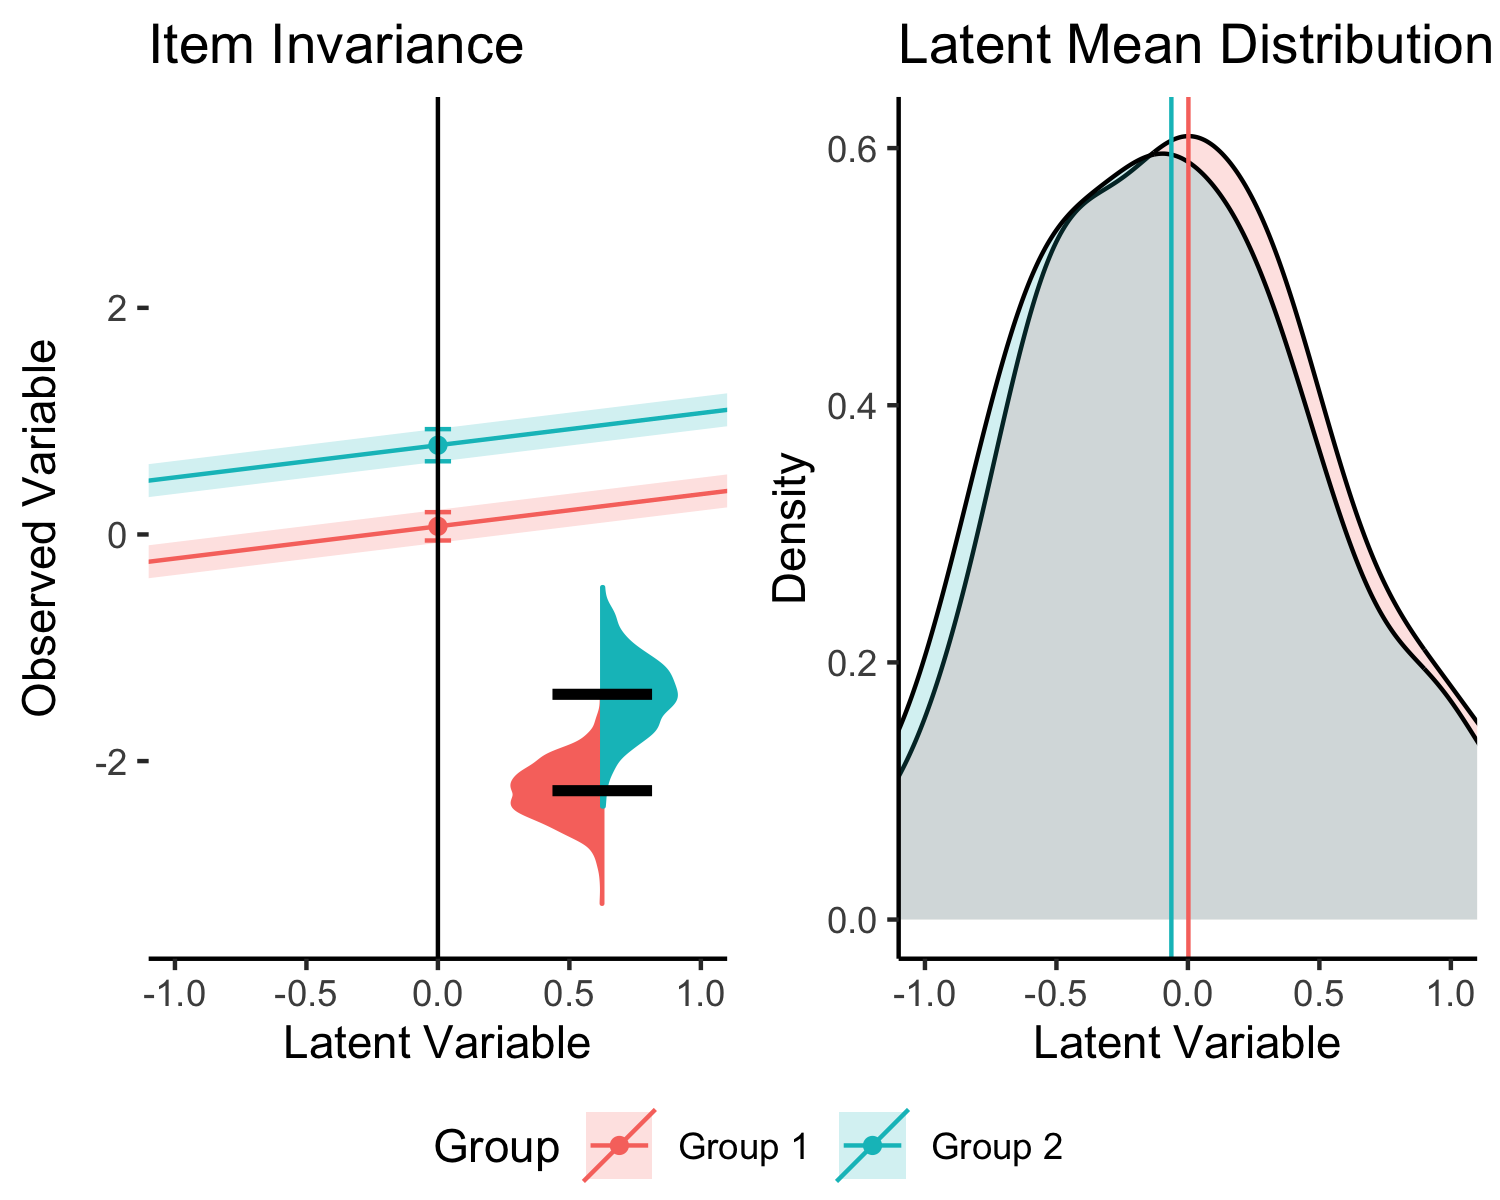 Item Invariance
Observed Variable
2
0
-2
-1.0 -0.5 0.0 0.5 1.0
Latent Variable
Latent Mean Distribution
Density
0.6
0.4
0.2
0.0
-1.0 -0.5 0.0 0.5 1.0
Latent Variable
Group Group 1 Group 2